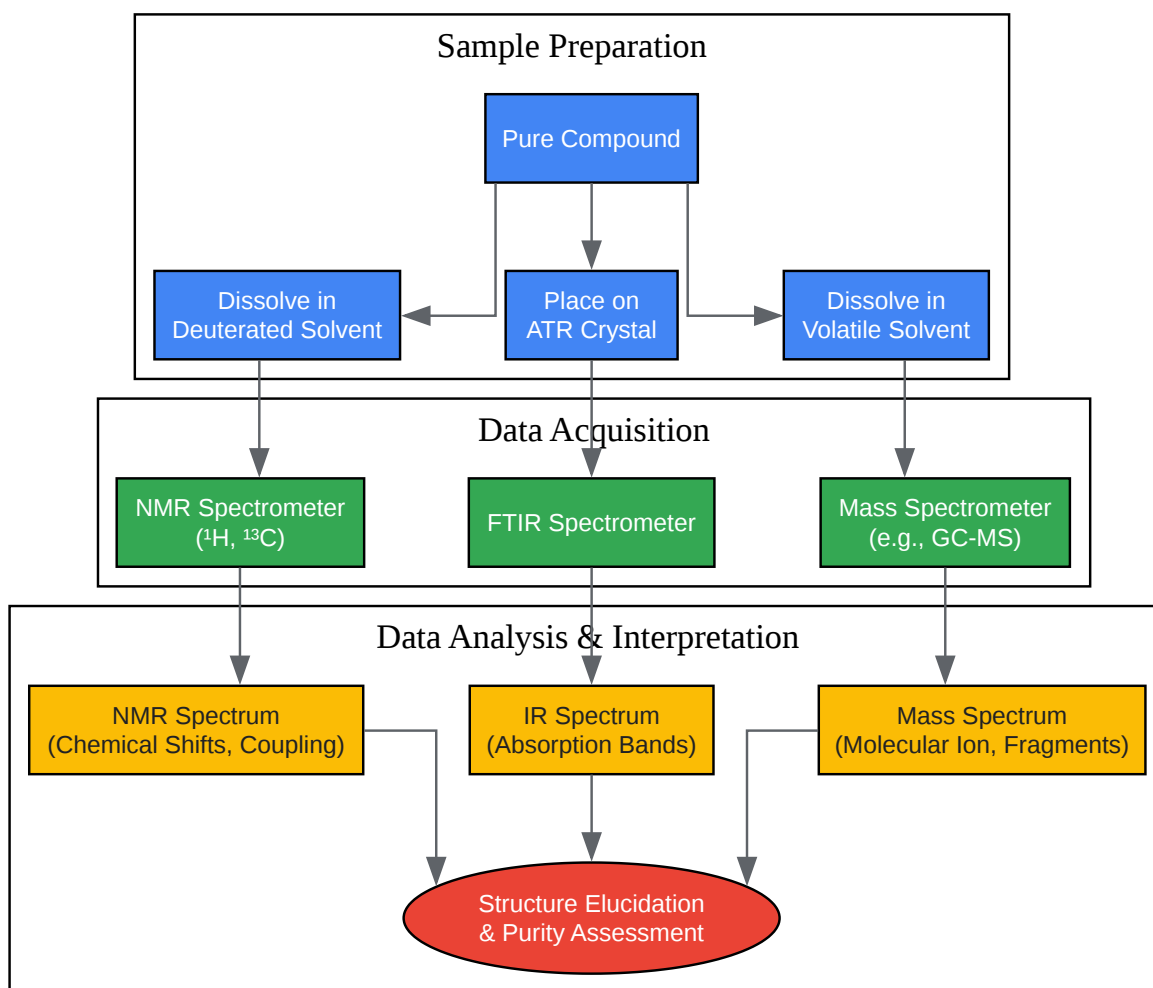 Sample Preparation
Pure Compound
Dissolve in
Deuterated Solvent
Place on
ATR Crystal
Dissolve in
Volatile Solvent
Data Acquisition
NMR Spectrometer
(¹H, ¹³C)
FTIR Spectrometer
Mass Spectrometer
(e.g., GC-MS)
Data Analysis & Interpretation
NMR Spectrum
(Chemical Shifts, Coupling)
IR Spectrum
(Absorption Bands)
Mass Spectrum
(Molecular Ion, Fragments)
Structure Elucidation
& Purity Assessment